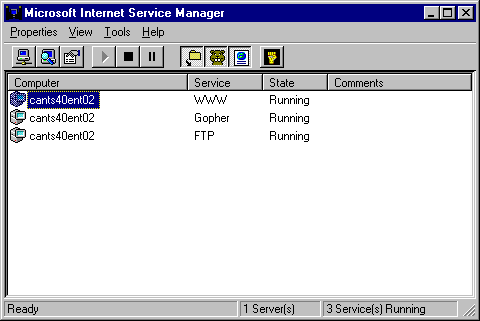 Microsoft Internet Service Manager
Properties View Tools Help
Computer Service State Comments
cants40ent02 WWW Running
cants40ent02 Gopher Running
cants40ent02 FTP Running
Ready 1 Server(s) 3 Service(s) Running